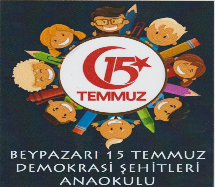 15
TEMMUZ
BEYPAZARI 15 TEMMUZ
DEMOKRASİ ŞEHİTLERİ
ANAOKULU